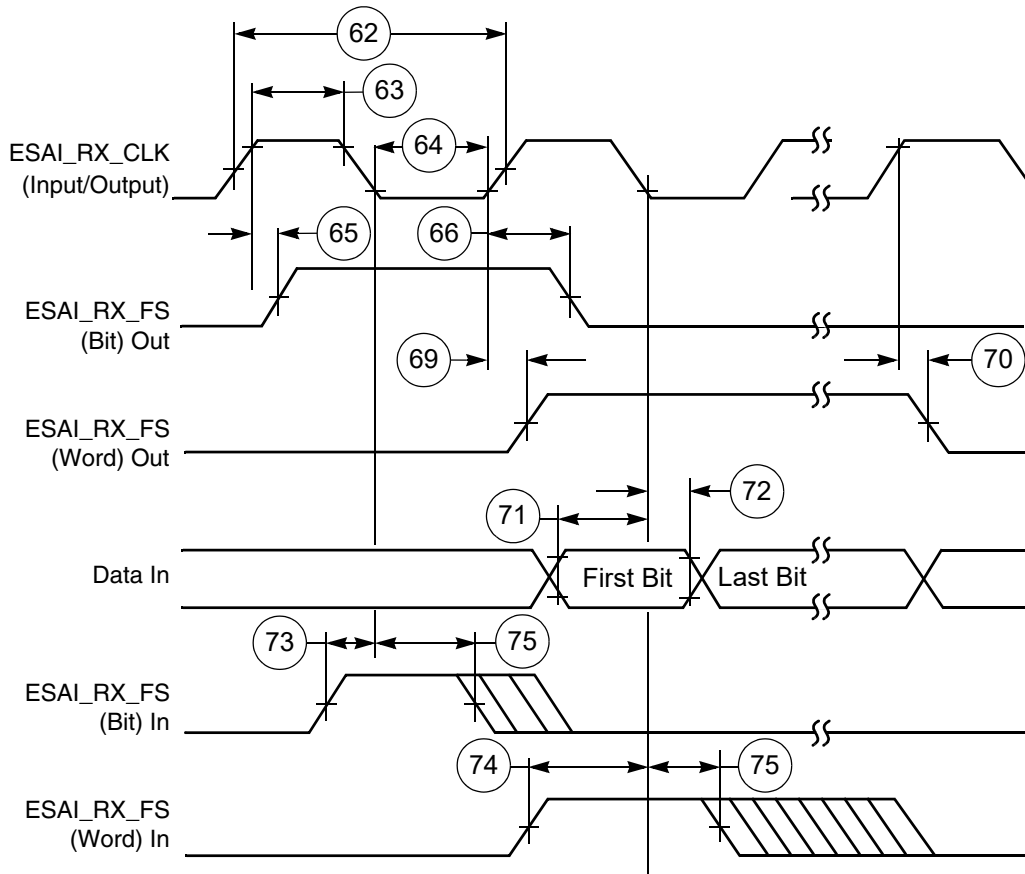 62
63
ESAI_RX_CLK
(Input/Output)
64
65
66
ESAI_RX_FS
(Bit) Out
69
70
ESAI_RX_FS
(Word) Out
71
72
Data In
First Bit
Last Bit
73
75
ESAI_RX_FS
(Bit) In
74
75
ESAI_RX_FS
(Word) In